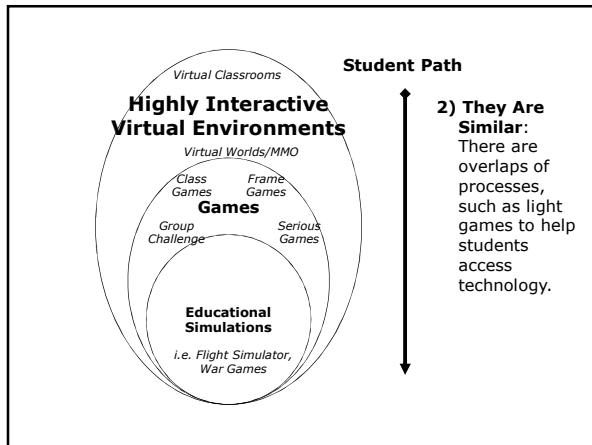 Virtual Classrooms
Highly Interactive
Virtual Environments
Virtual Worlds/MMO
Class
Games
Frame
Games
Games
Group
Challenge
Serious
Games
Educational
Simulations
i.e. Flight Simulator,
War Games
Student Path
2) They Are
Similar:
There are
overlaps of
processes,
such as light
games to help
students
access
technology.